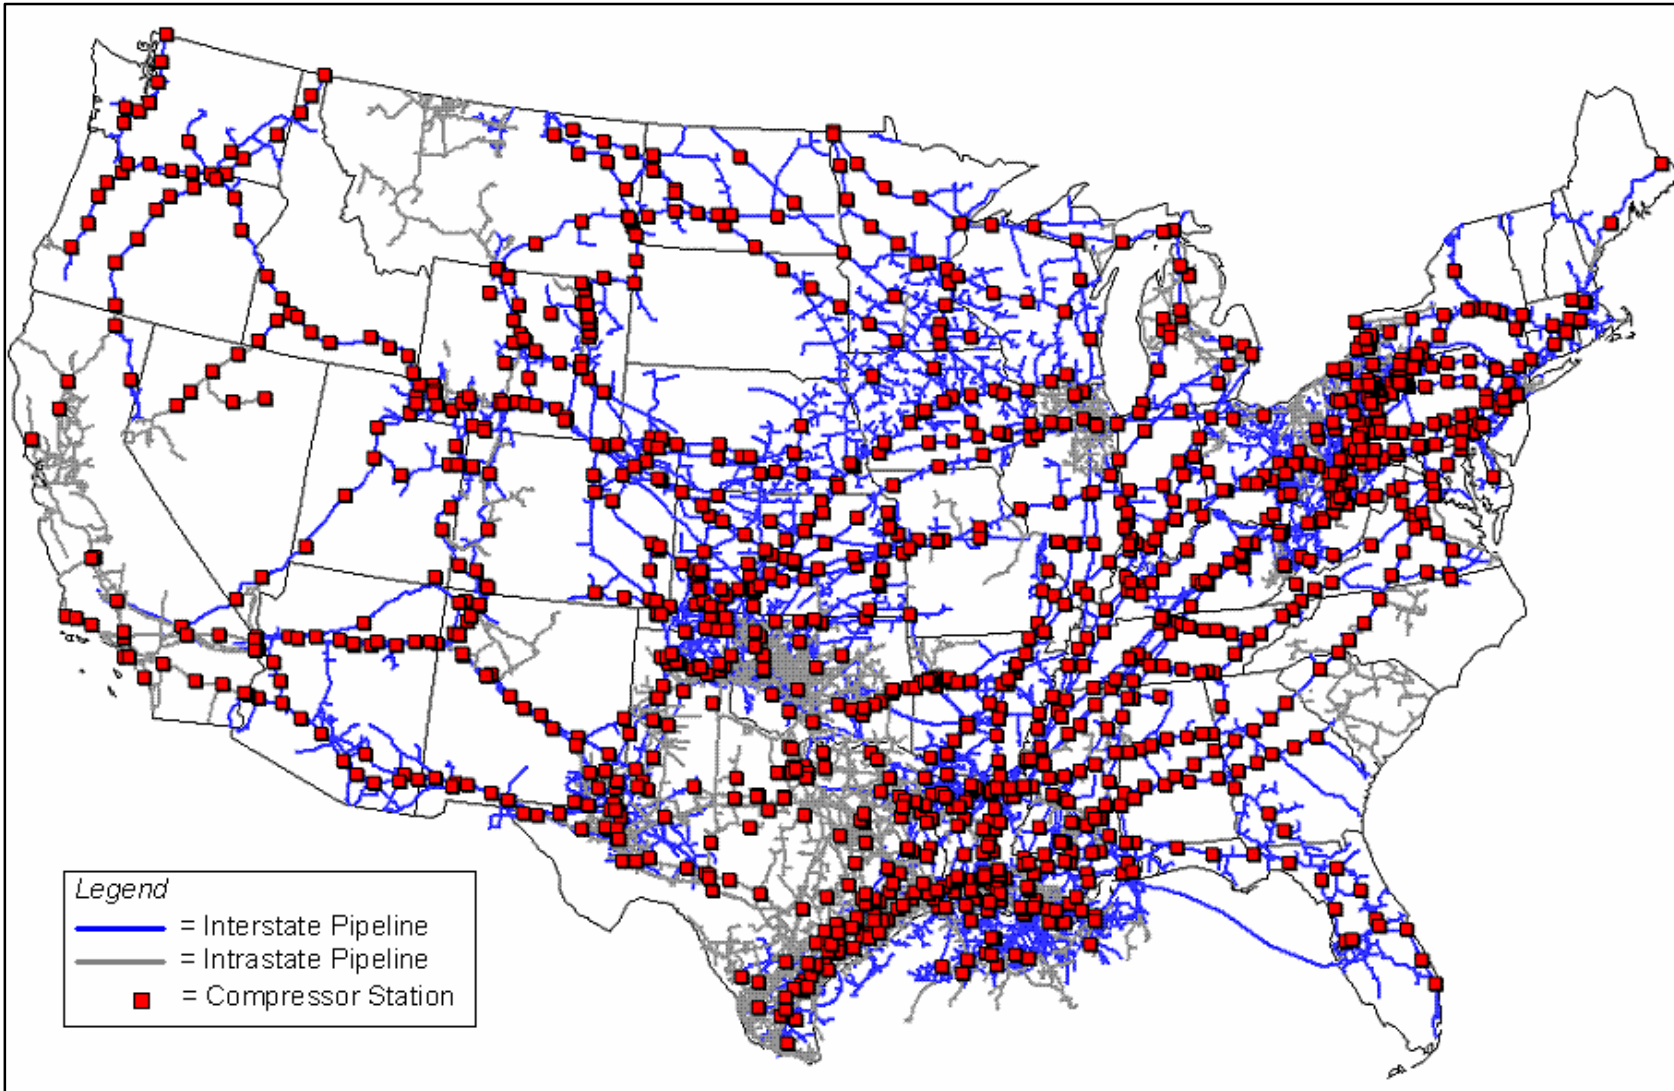 Legend
= Interstate Pipeline
= Intrastate Pipeline
= Compressor Station